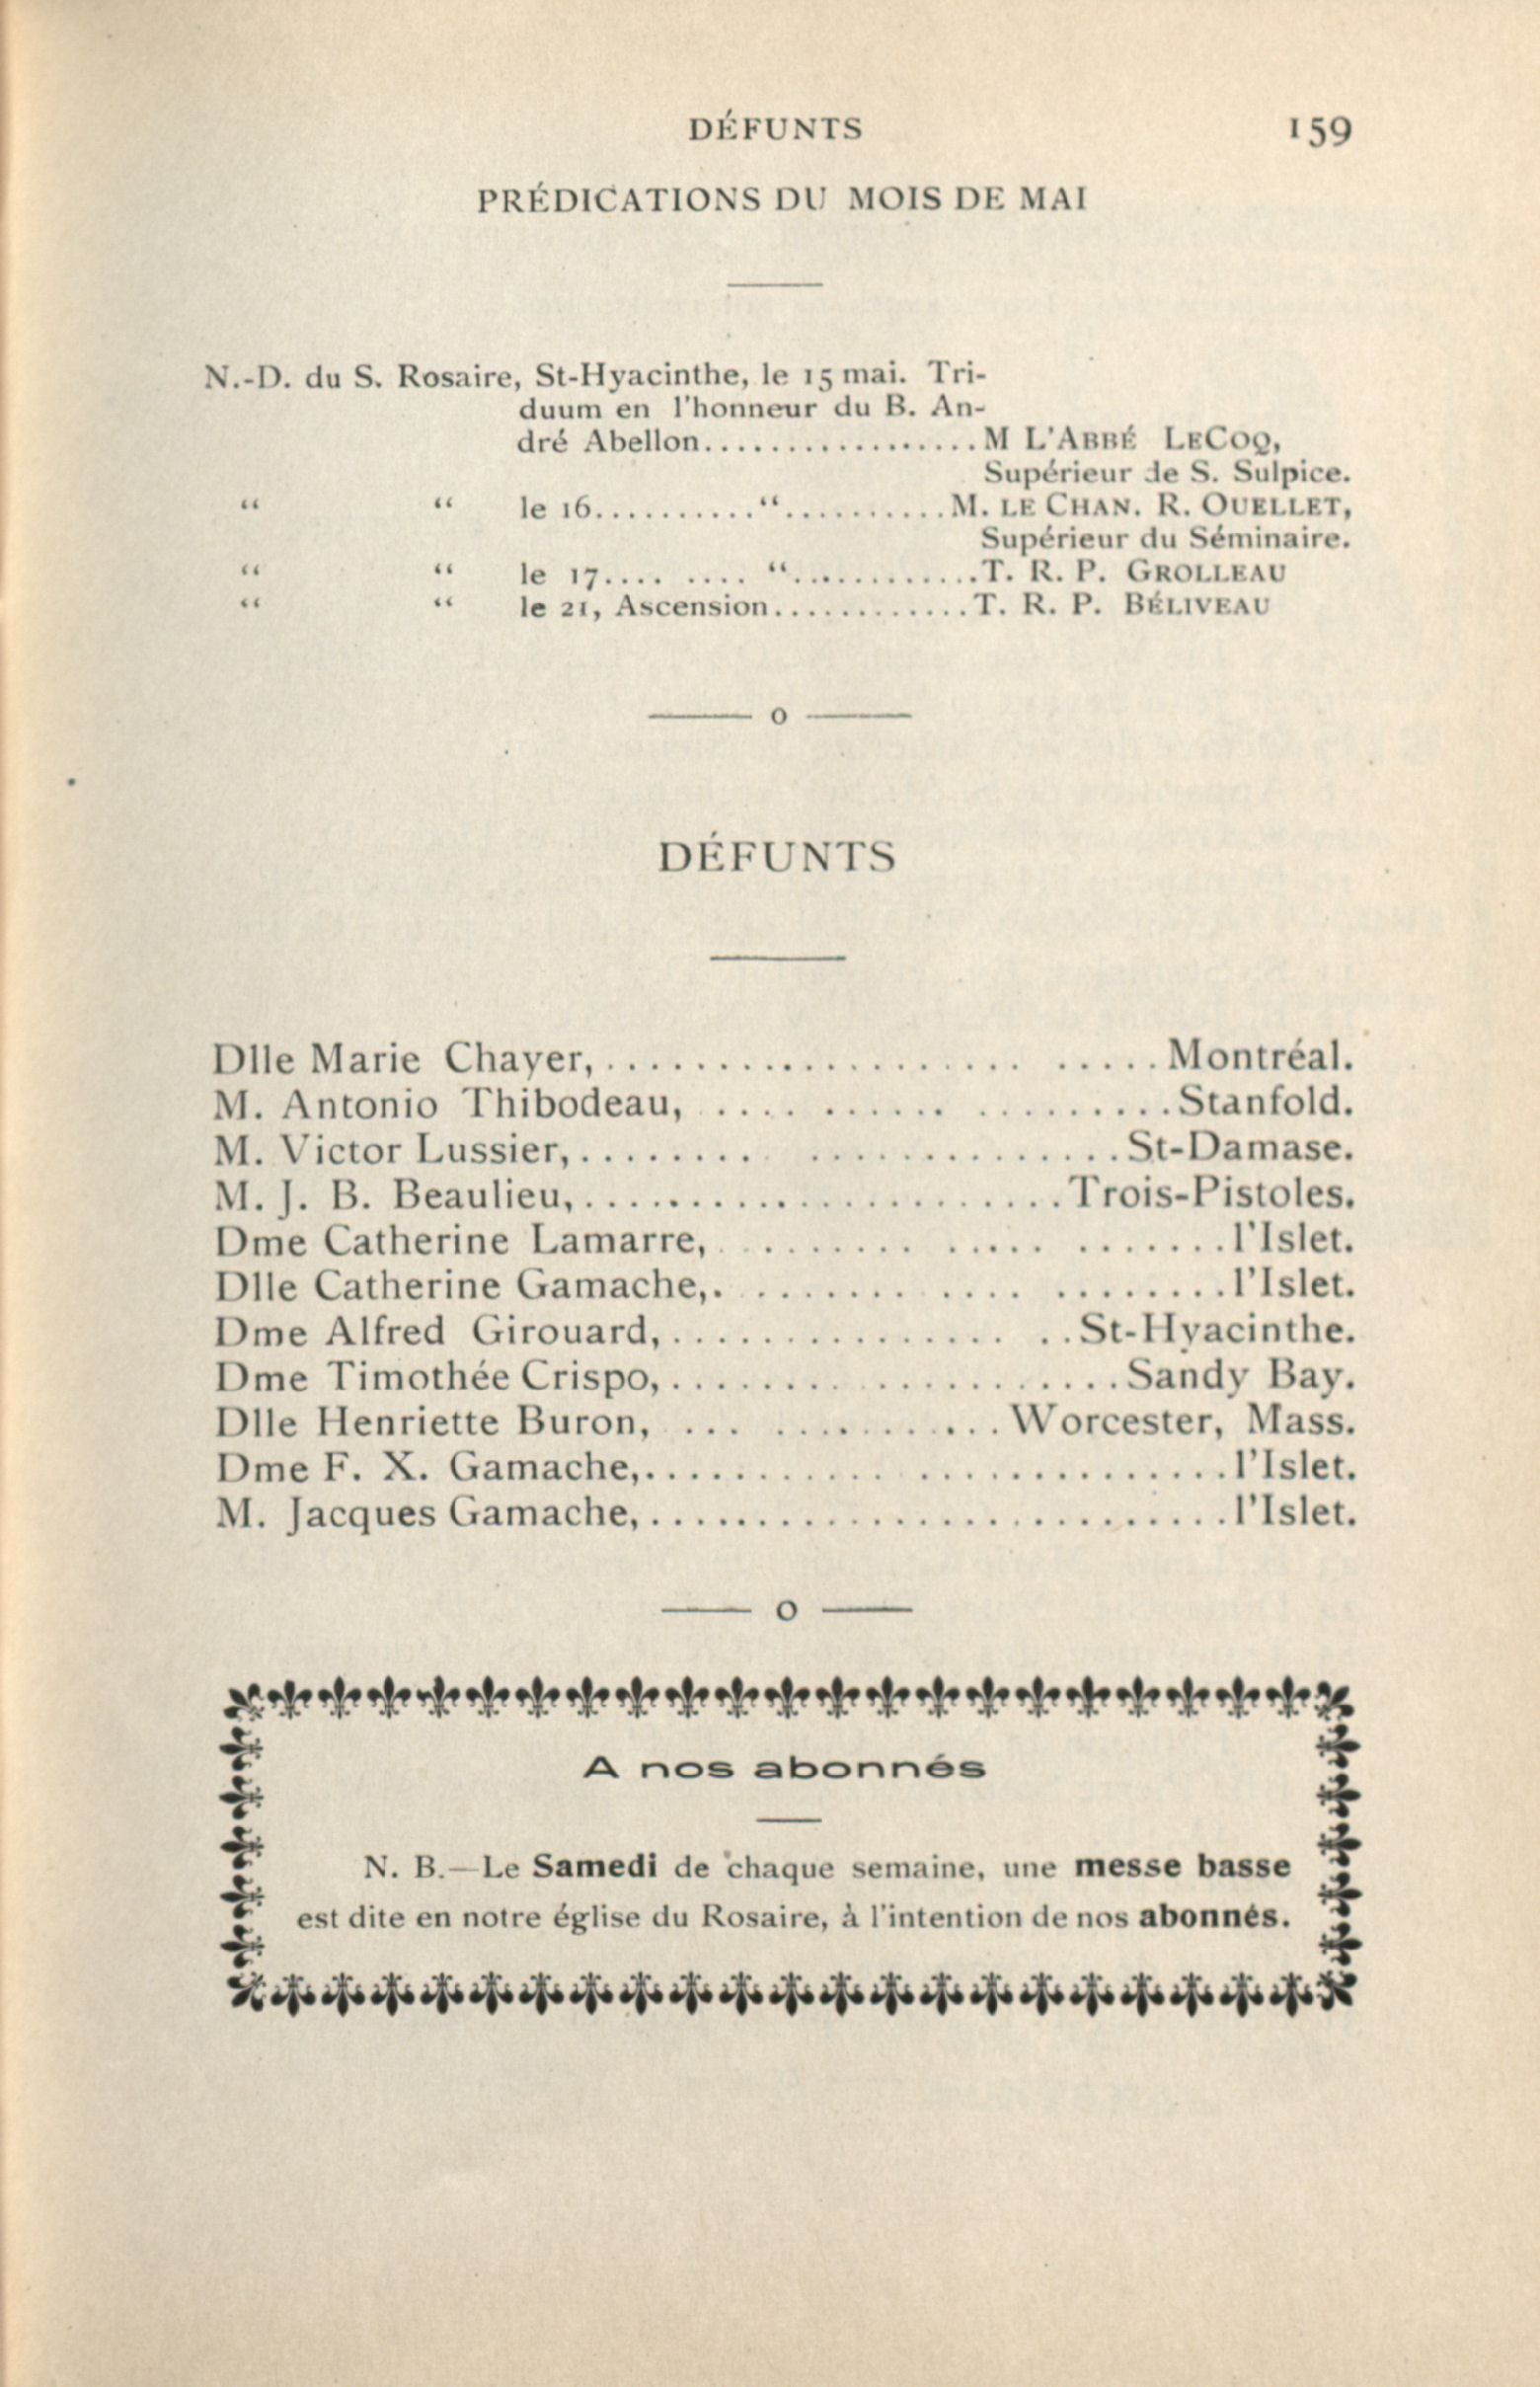 DÉFUNTS 159
PRÉDICATIONS DU MOIS DE MAI
N.-D. du S. Rosaire, St-Hyacinthe, le 15 mai. Tri-
duum en l'honneur du B. An-
dré Abellon..................M L'ABBÉ LECOQ,
Supérieur de S. Sulpice.
“ “ le 16..........“..........M. LE CHAN. R. OUELLET,
Supérieur du Séminaire.
“ “ le 17.... .... “............T. R. P. GROLLEAU
“ “ le 21, Ascension............T. R. P. BÉLIVEAU
o
DÉFUNTS
Dlle Marie Chayer,................... .....Montréal.
M. Antonio Thibodeau, .... ...... .........Stanfold.
M. Victor Lussier,........ ..............St-Damase.
M. J. B. Beaulieu,.....................Trois-Pistoles.
Dme Catherine Lamarre, ........ ..... .......l'Islet.
Dlle Catherine Gamache,. ....... .... ........l'Islet.
Dme Alfred Girouard,............... ..St-Hyacinthe.
Dme Timothée Crispo,....................Sandy Bay.
Dlle Henriette Buron, ... ..........Worcester, Mass.
Dme F. X. Gamache,........... ..............l'Islet.
M. Jacques Gamache,..........................l'Islet.
o
A nos abonnés
N. B.—Le Samedi de chaque semaine, une messe basse
est dite en notre église du Rosaire, à l'intention de nos abonnés.